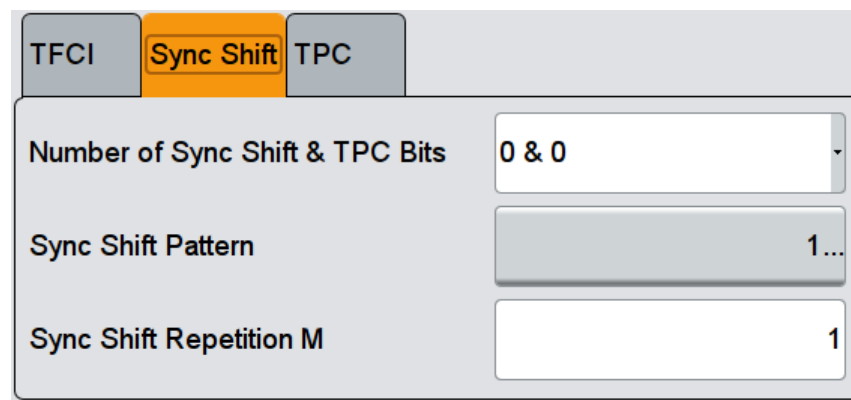 TFCI Sync Shift TPC
Number of Sync Shift & TPC Bits 0 & 0
Sync Shift Pattern 1...
Sync Shift Repetition M 1